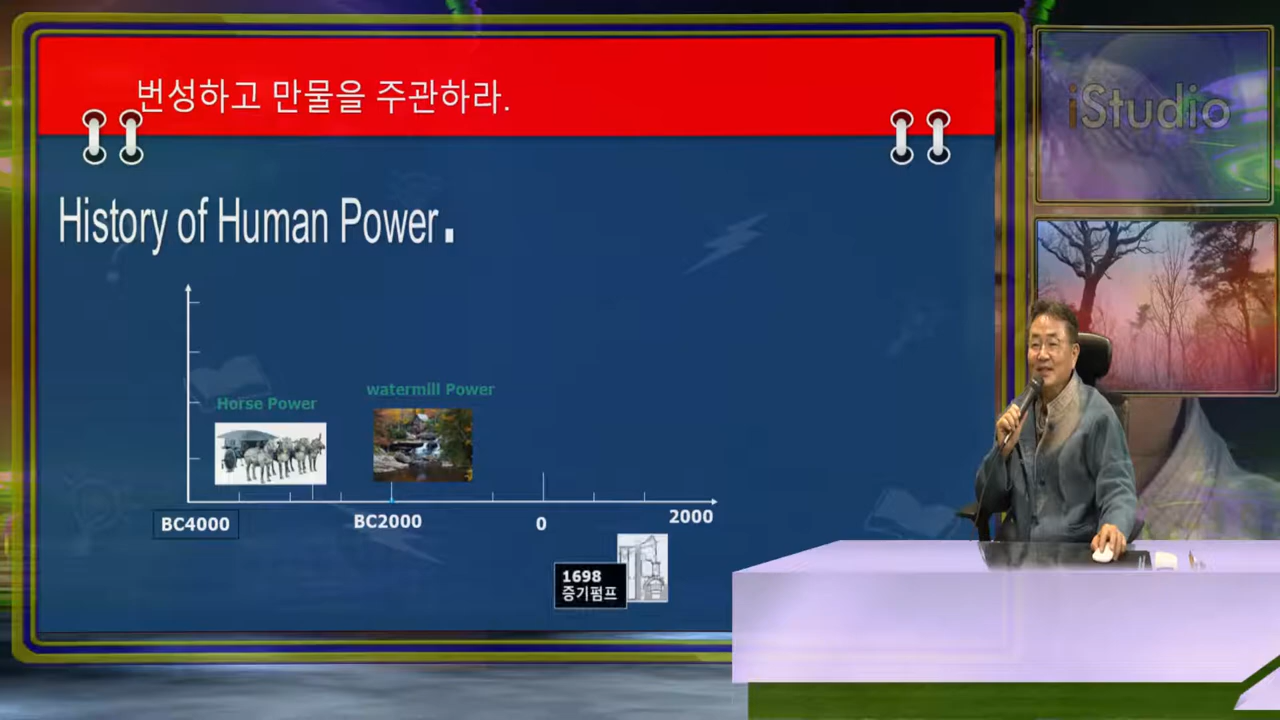 번성하고 만물을 주관하라.
iStudio
History of Human Power.
Horse Power
watermill Power
BC4000
BC2000
0
2000
1698
증기펌프